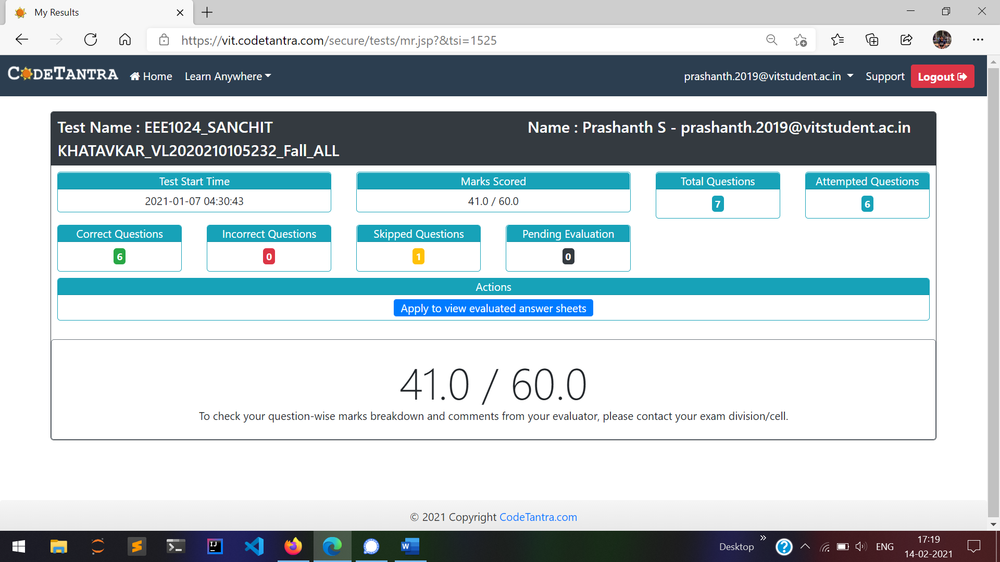 My Results
https://vit.codetantra.com/secure/tests/mr.jsp?&tsi=1525
CODETANTRA Home Learn Anywhere prashanth.2019@vitstudent.ac.in Support Logout
Test Name : EEE1024_SANCHIT
KHATAVKAR_VL2020210105232_Fall_ALL
Name : Prashanth S - prashanth.2019@vitstudent.ac.in
Test Start Time
2021-01-07 04:30:43
Marks Scored
41.0 / 60.0
Total Questions
7
Attempted Questions
6
Correct Questions
6
Incorrect Questions
0
Skipped Questions
1
Pending Evaluation
0
Actions
Apply to view evaluated answer sheets
41.0 / 60.0
To check your question-wise marks breakdown and comments from your evaluator, please contact your exam division/cell.
© 2021 Copyright CodeTantra.com
Desktop
ENG
17:19
14-02-2021